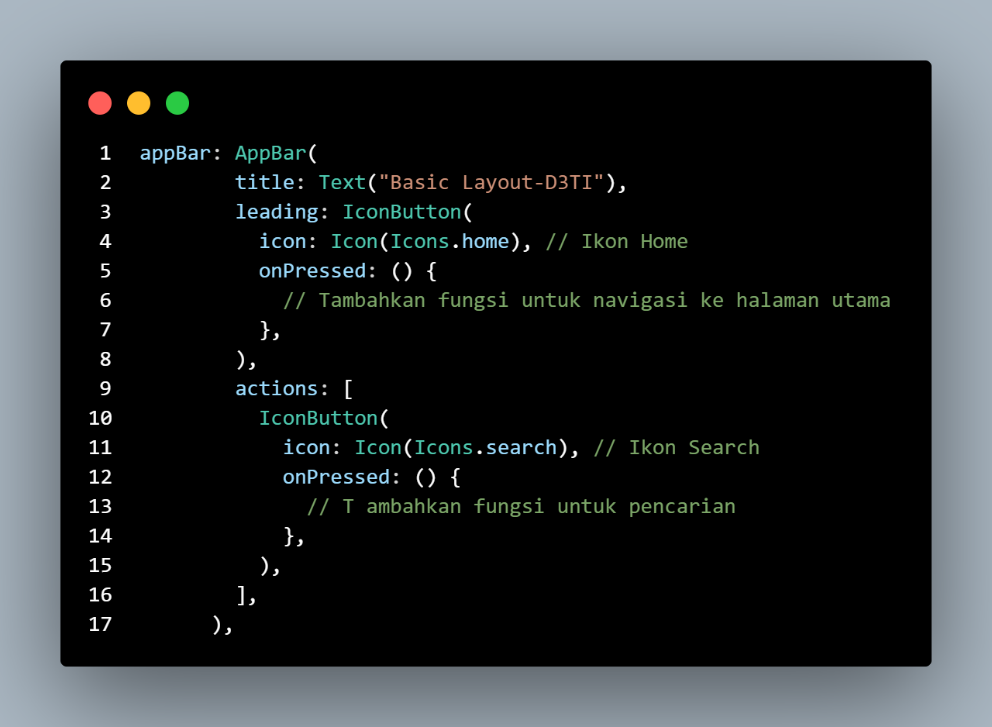 1 appBar: AppBar(
2 title: Text("Basic Layout-D3TI"),
3 leading: IconButton(
4 icon: Icon(Icons.home), // Ikon Home
5 onPressed: () {
6 // Tambahkan fungsi untuk navigasi ke halaman utama
7 },
8 ),
9 actions: [
10 IconButton(
11 icon: Icon(Icons.search), // Ikon Search
12 onPressed: () {
13 // T ambahkan fungsi untuk pencarian
14 },
15 ),
16 ],
17 ),